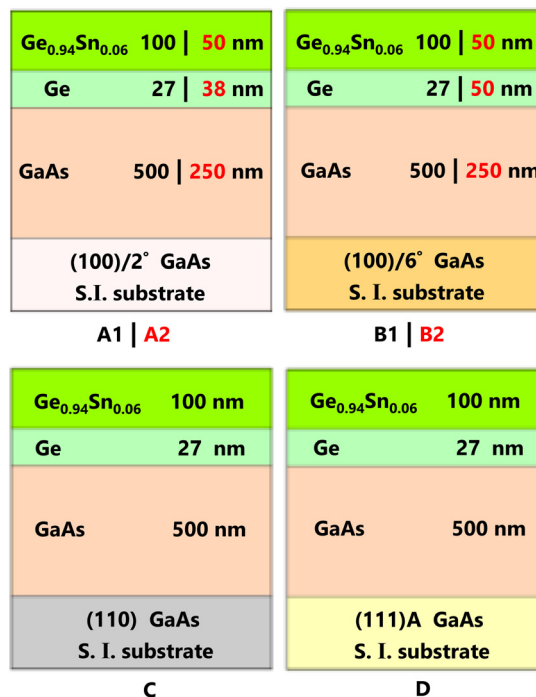 Ge0.94Sn0.06 100 | 50 nm
Ge 27 | 38 nm
GaAs 500 | 250 nm
(100)/2° GaAs
S.I. substrate
A1 | A2
Ge0.94Sn0.06 100 | 50 nm
Ge 27 | 50 nm
GaAs 500 | 250 nm
(100)/6° GaAs
S. I. substrate
B1 | B2
Ge0.94Sn0.06 100 nm
Ge 27 nm
GaAs 500 nm
(110) GaAs
S. I. substrate
C
Ge0.94Sn0.06 100 nm
Ge 27 nm
GaAs 500 nm
(111)A GaAs
S. I. substrate
D